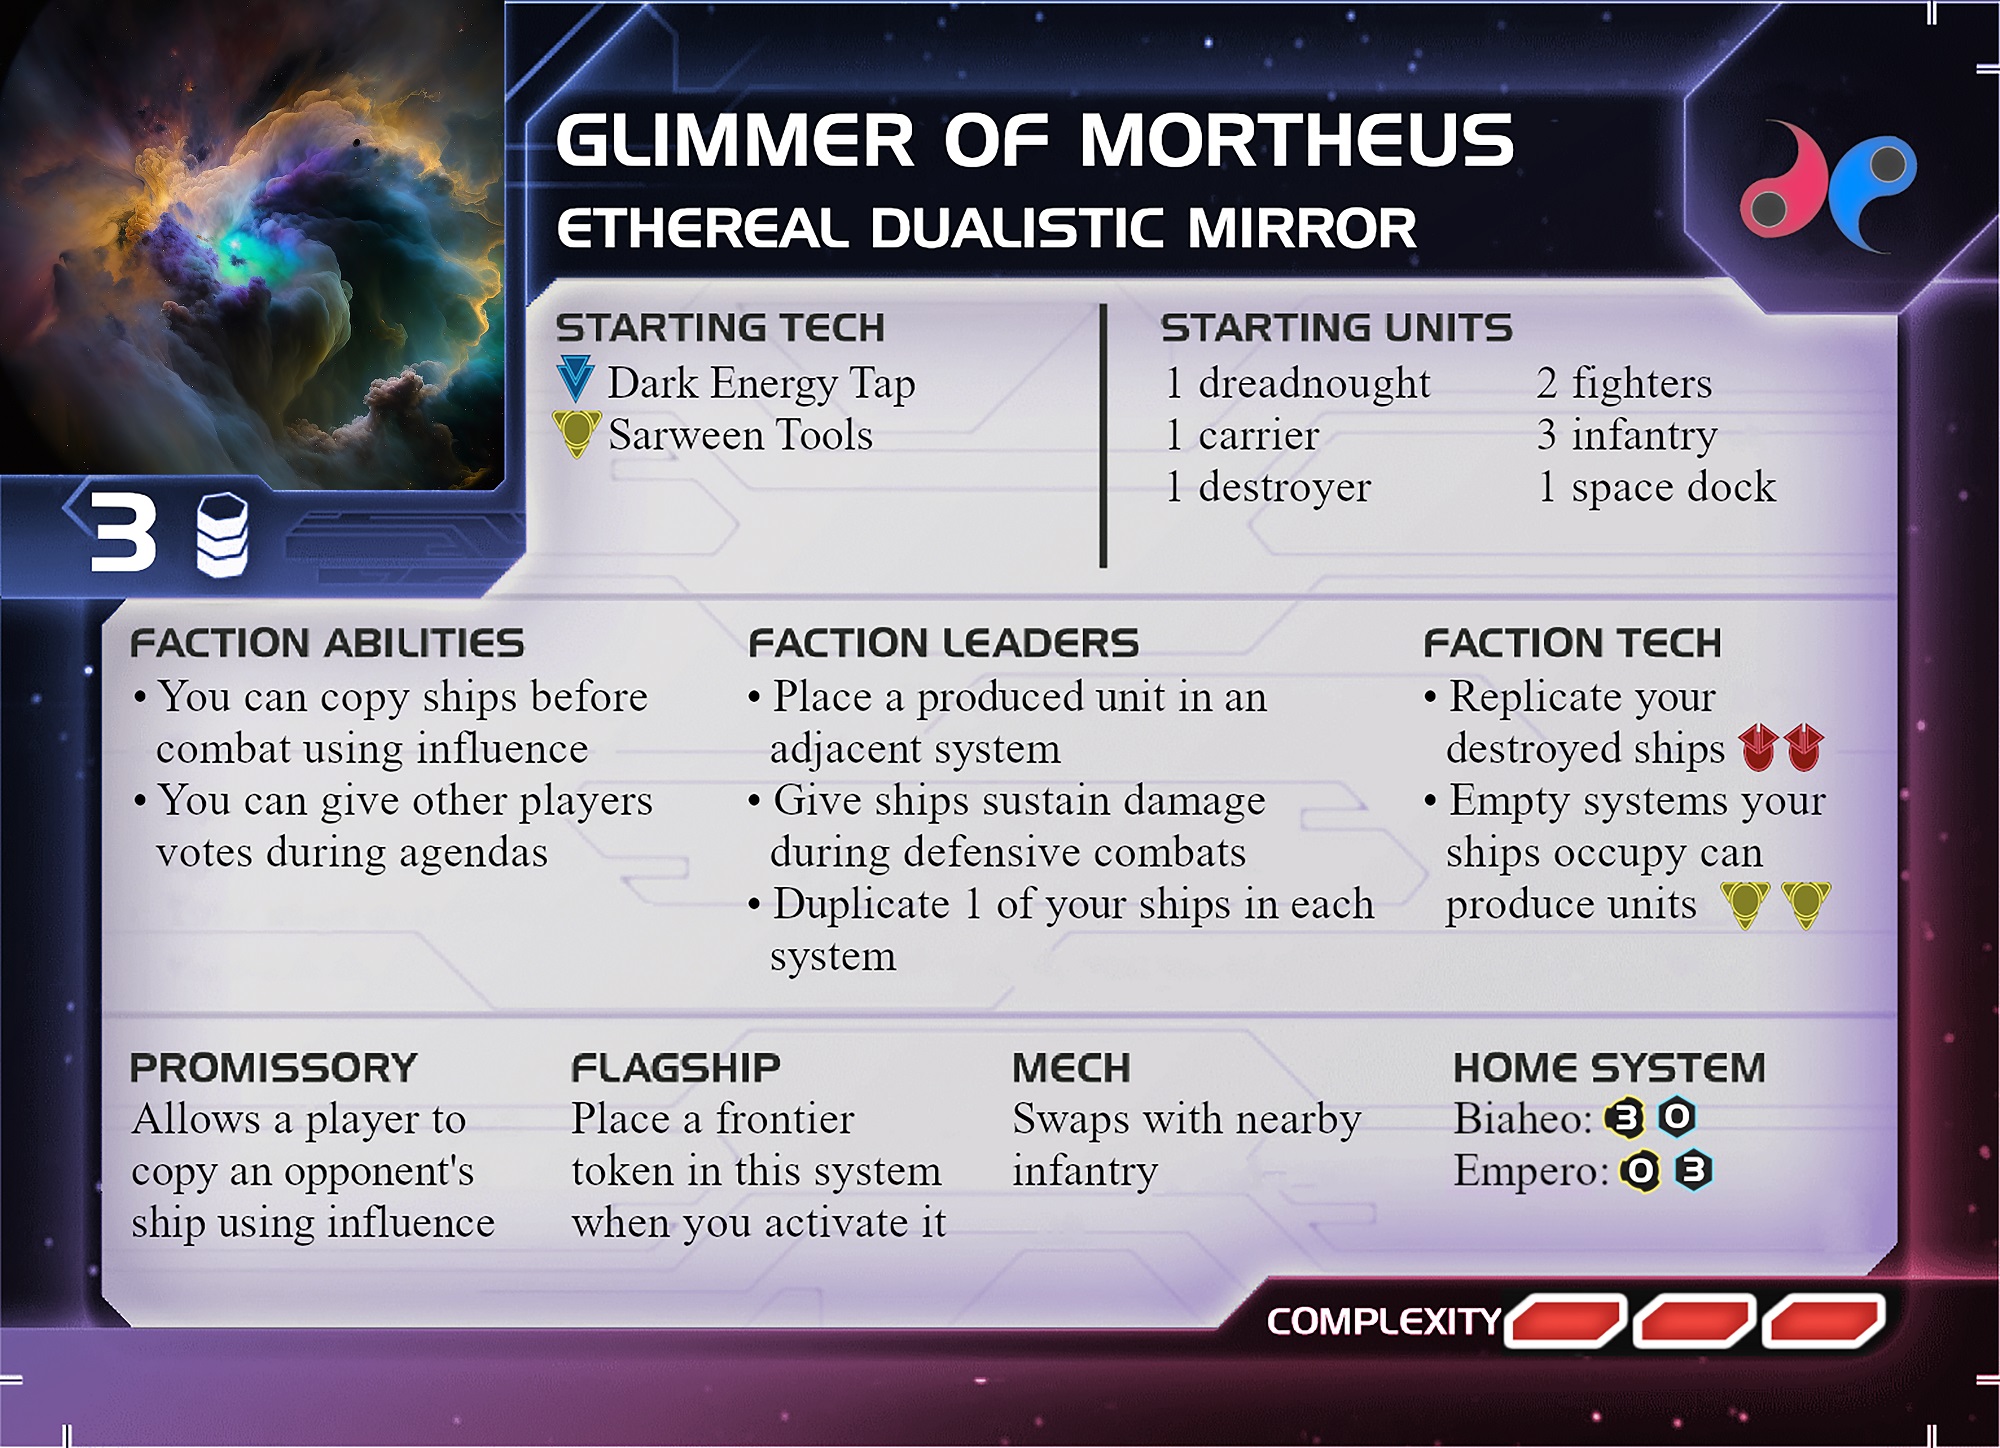 GLIMMER OF MORTHEUS
ETHEREAL DUALISTIC MIRROR
3
STARTING TECH
Dark Energy Tap
Sarween Tools
STARTING UNITS
1 dreadnought
1 carrier
1 destroyer
2 fighters
3 infantry
1 space dock
FACTION ABILITIES
• You can copy ships before
combat using influence
• You can give other players
votes during agendas
FACTION LEADERS
• Place a produced unit in an
adjacent system
• Give ships sustain damage
during defensive combats
• Duplicate 1 of your ships in each
system
FACTION TECH
• Replicate your
destroyed ships
• Empty systems your
ships occupy can
produce units
PROMISSORY
Allows a player to
copy an opponent's
ship using influence
FLAGSHIP
Place a frontier
token in this system
when you activate it
MECH
Swaps with nearby
infantry
HOME SYSTEM
Biaheo: 3 0
Empero: 0 3
COMPLEXITY